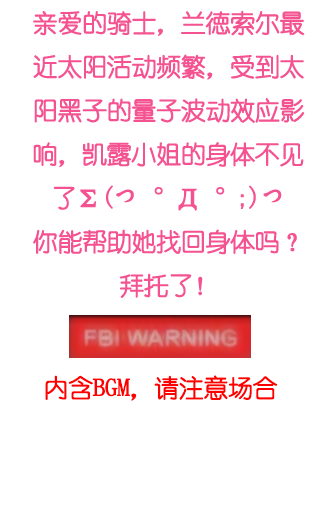 亲爱的骑士，兰德索尔最
近太阳活动频繁，受到太
阳黑子的量子波动效应影
响，凯露小姐的身体不见
了Σ(っ °Д °;)っ
你能帮助她找回身体吗？
拜托了!
FBI WARNING
内含BGM，请注意场合